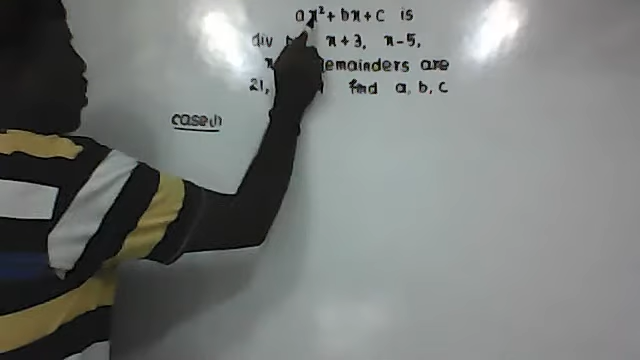 ax²+ bx + c is
div x + 3, x - 5,
remainders are
21, find a, b, c
case (i)